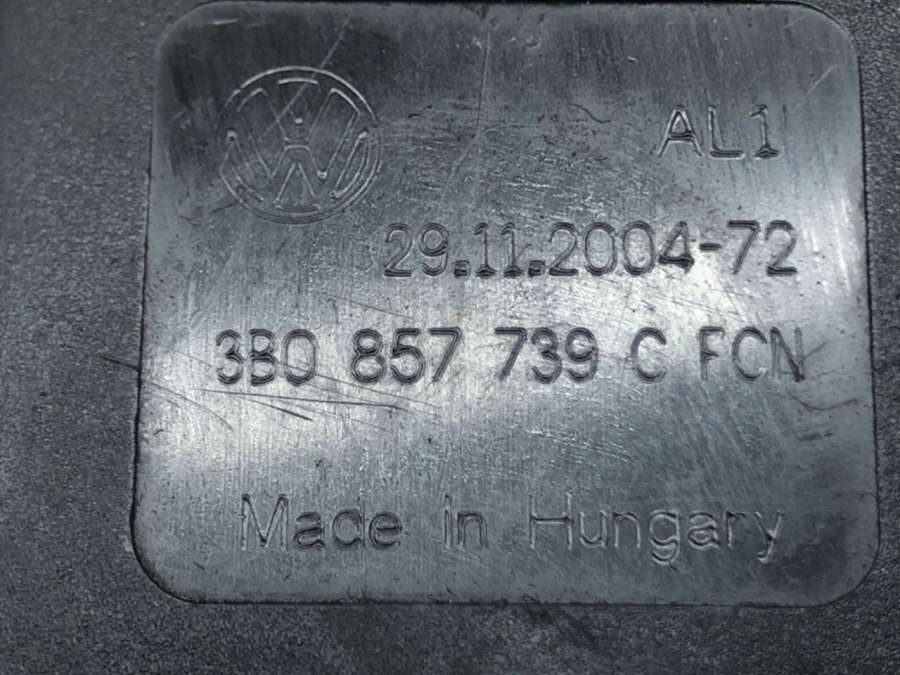 AL1
29.11.2004-72
3B0 857 739 C FCN
Made in Hungary